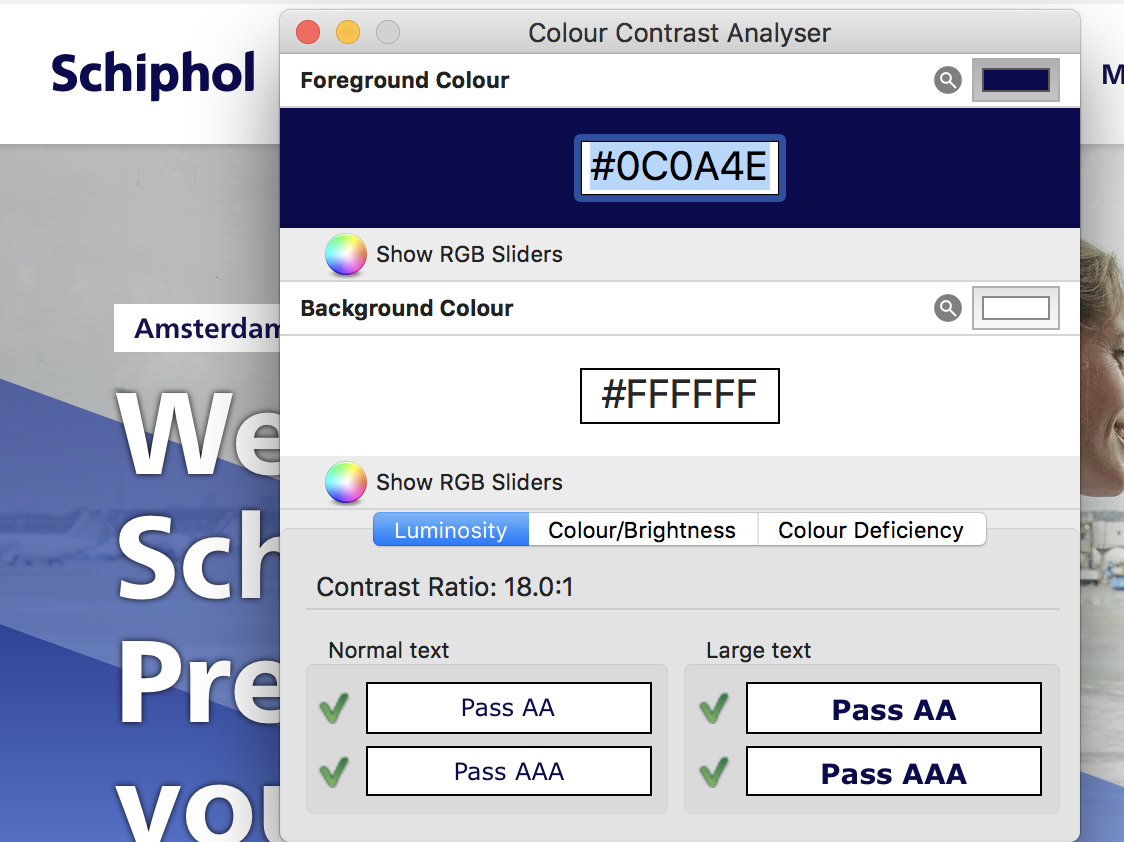 Colour Contrast Analyser
Schiphol
Foreground Colour
M
#0C0A4E
Show RGB Sliders
Background Colour
Amsterdam
#FFFFFF
We
Show RGB Sliders
Sch
Luminosity Colour/Brightness Colour Deficiency
Contrast Ratio: 18.0:1
Normal text Large text
Pre
Pass AA Pass AA
Pass AAA Pass AAA
you